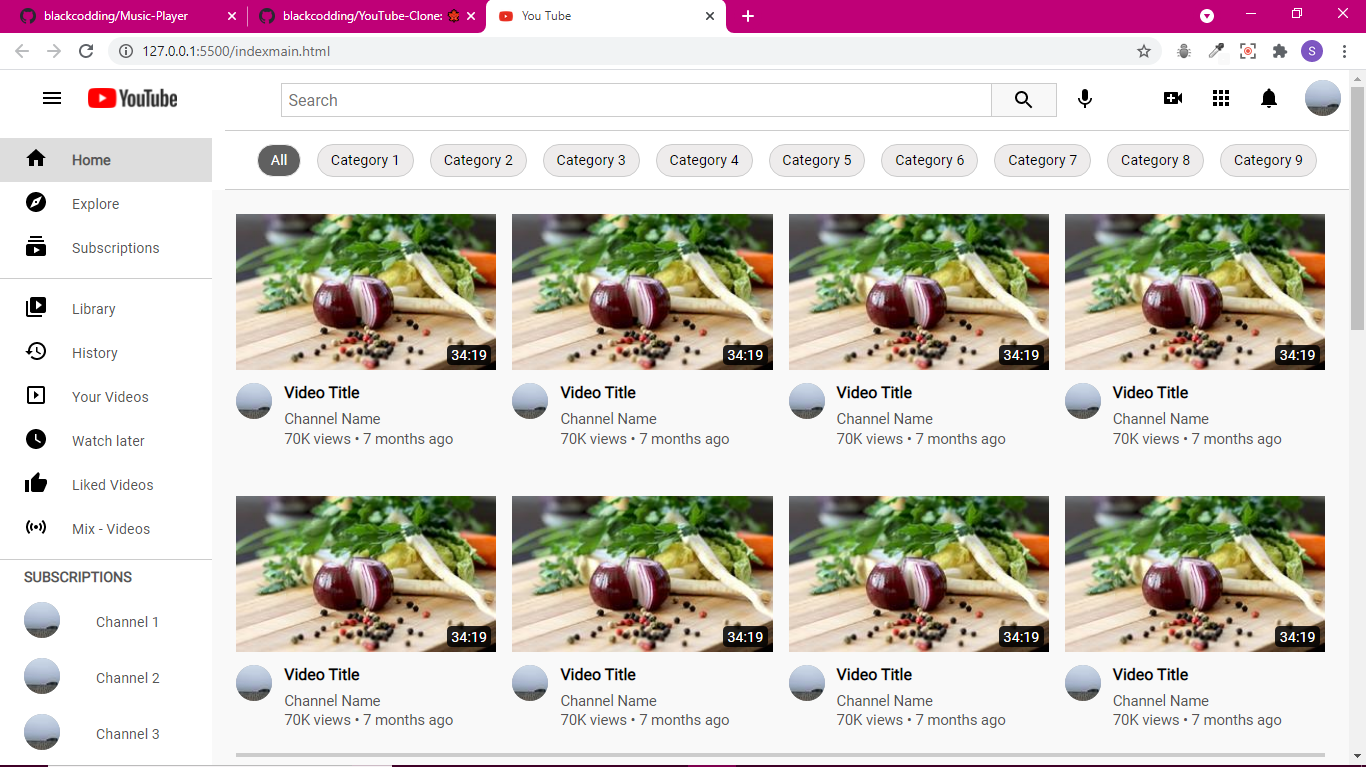 blackcodding/Music-Player
blackcodding/YouTube-Clone:
You Tube
127.0.0.1:5500/indexmain.html
S
YouTube
Search
All
Category 1
Category 2
Category 3
Category 4
Category 5
Category 6
Category 7
Category 8
Category 9
Home
Explore
Subscriptions
Library
History
Your Videos
Watch later
Liked Videos
Mix - Videos
SUBSCRIPTIONS
Channel 1
Channel 2
Channel 3
34:19
34:19
34:19
34:19
Video Title
Channel Name
70K views • 7 months ago
Video Title
Channel Name
70K views • 7 months ago
Video Title
Channel Name
70K views • 7 months ago
Video Title
Channel Name
70K views • 7 months ago
34:19
34:19
34:19
34:19
Video Title
Channel Name
70K views • 7 months ago
Video Title
Channel Name
70K views • 7 months ago
Video Title
Channel Name
70K views • 7 months ago
Video Title
Channel Name
70K views • 7 months ago